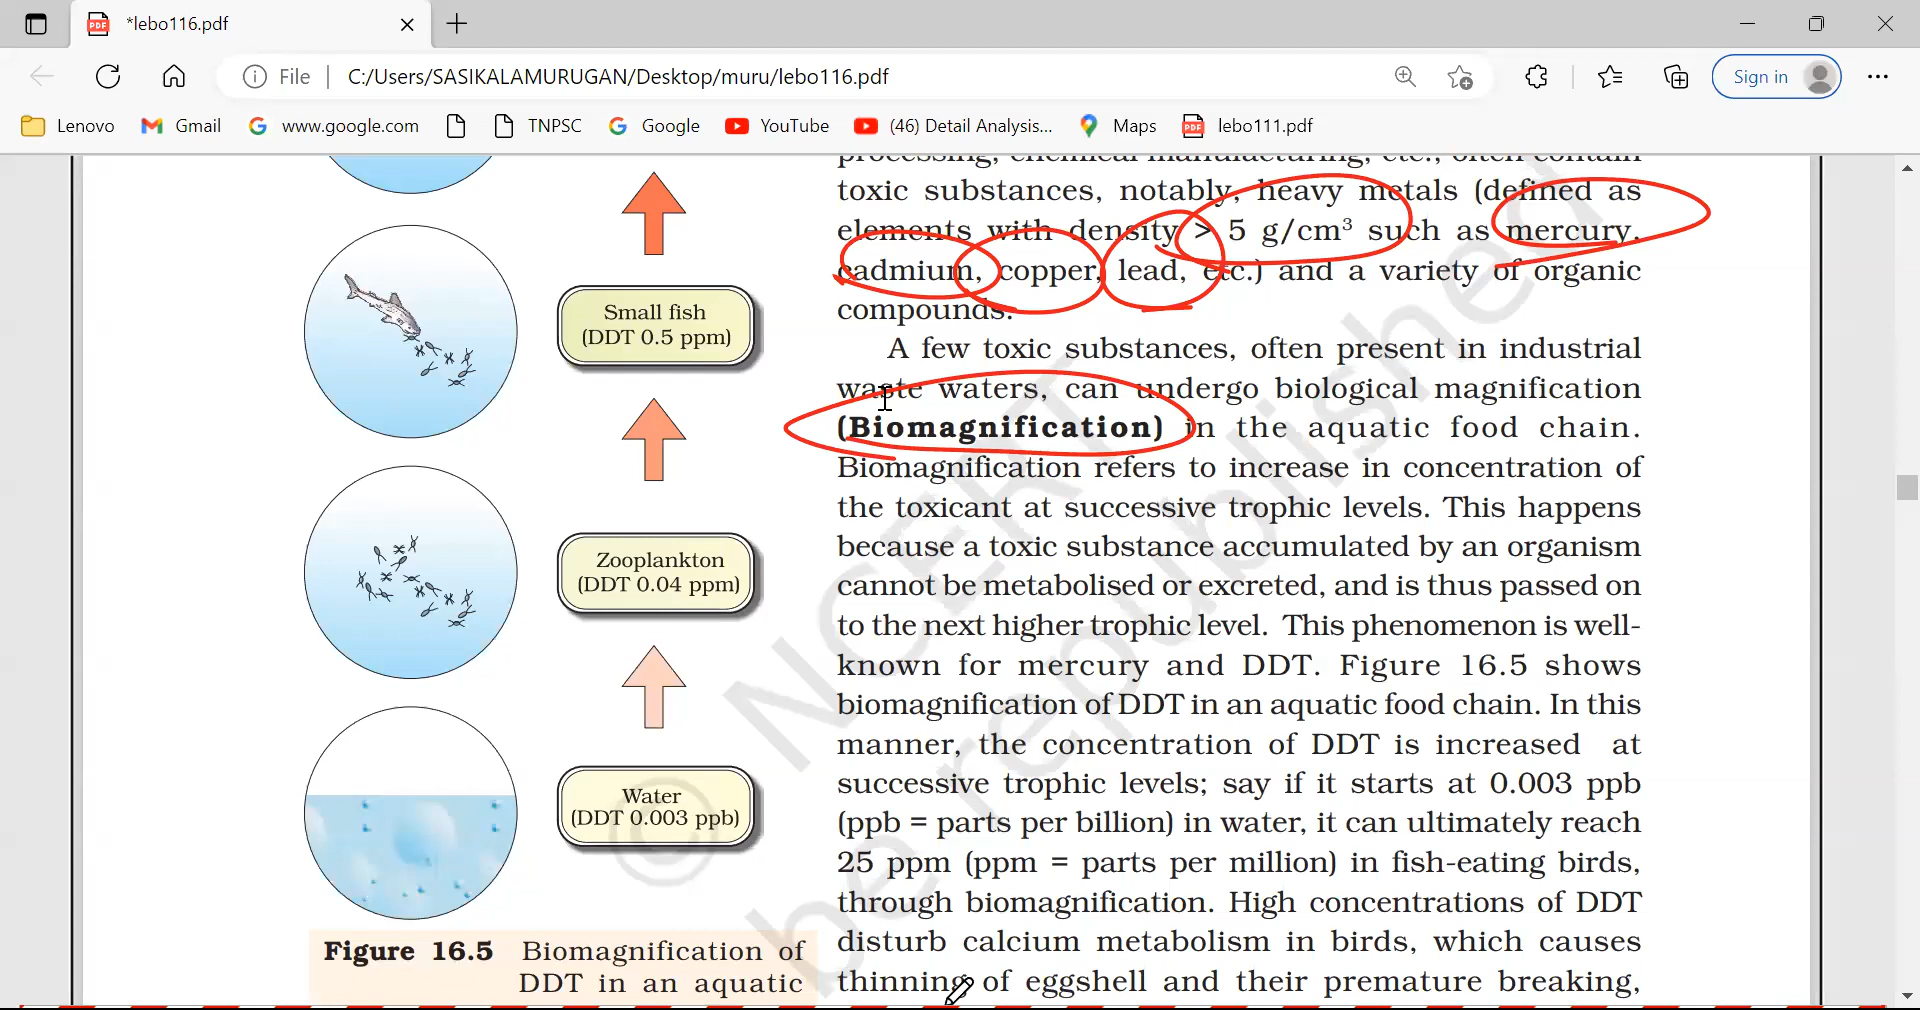 *lebo116.pdf
File
C:/Users/SASIKALAMURUGAN/Desktop/muru/lebo116.pdf
Sign in
Lenovo
Gmail
www.google.com
TNPSC
Google
YouTube
(46) Detail Analysis...
Maps
lebo111.pdf
Small fish
(DDT 0.5 ppm)
Zooplankton
(DDT 0.04 ppm)
Water
(DDT 0.003 ppb)
Figure 16.5 Biomagnification of
DDT in an aquatic
processing, chemical manufacturing, etc., often contain
toxic substances, notably, heavy metals (defined as
elements with density > 5 g/cm³ such as mercury,
cadmium, copper, lead, etc.) and a variety of organic
compounds.
A few toxic substances, often present in industrial
waste waters, can undergo biological magnification
(Biomagnification) in the aquatic food chain.
Biomagnification refers to increase in concentration of
the toxicant at successive trophic levels. This happens
because a toxic substance accumulated by an organism
cannot be metabolised or excreted, and is thus passed on
to the next higher trophic level. This phenomenon is well-
known for mercury and DDT. Figure 16.5 shows
biomagnification of DDT in an aquatic food chain. In this
manner, the concentration of DDT is increased at
successive trophic levels; say if it starts at 0.003 ppb
(ppb = parts per billion) in water, it can ultimately reach
25 ppm (ppm = parts per million) in fish-eating birds,
through biomagnification. High concentrations of DDT
disturb calcium metabolism in birds, which causes
thinning of eggshell and their premature breaking,
© NCERT
be republished